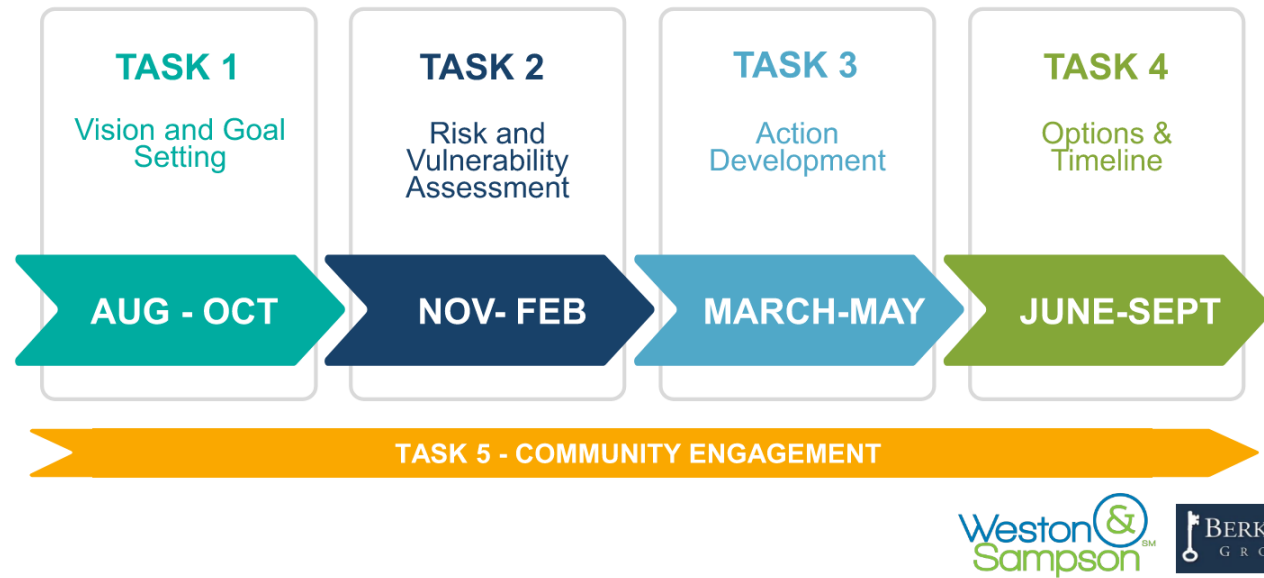 TASK 1
Vision and Goal
Setting
AUG - OCT
TASK 2
Risk and
Vulnerability
Assessment
NOV- FEB
TASK 3
Action
Development
MARCH-MAY
TASK 4
Options &
Timeline
JUNE-SEPT
TASK 5 - COMMUNITY ENGAGEMENT
Weston &
Sampson
SM